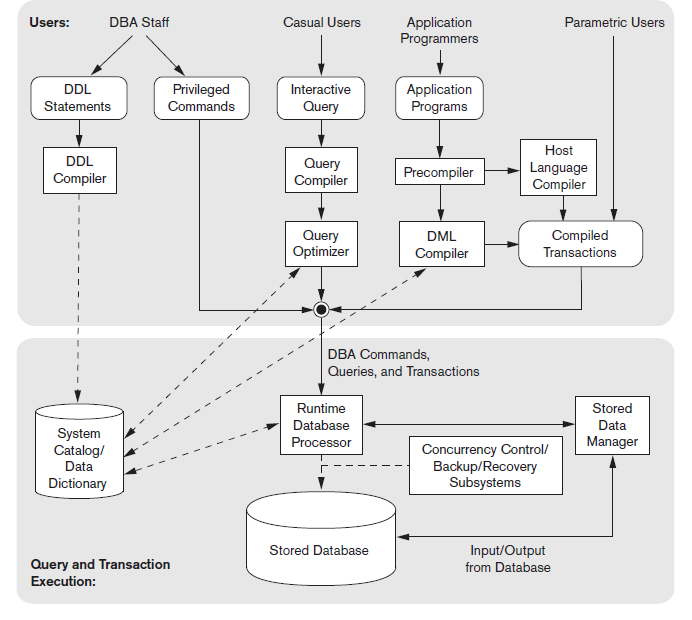 Users:
DBA Staff
Casual Users
Application
Programmers
Parametric Users
DDL
Statements
Privileged
Commands
Interactive
Query
Application
Programs
DDL
Compiler
Query
Compiler
Precompiler
Host
Language
Compiler
Query
Optimizer
DML
Compiler
Compiled
Transactions
DBA Commands,
Queries, and Transactions
System
Catalog/
Data
Dictionary
Runtime
Database
Processor
Stored
Data
Manager
Concurrency Control/
Backup/Recovery
Subsystems
Stored Database
Input/Output
from Database
Query and Transaction
Execution: